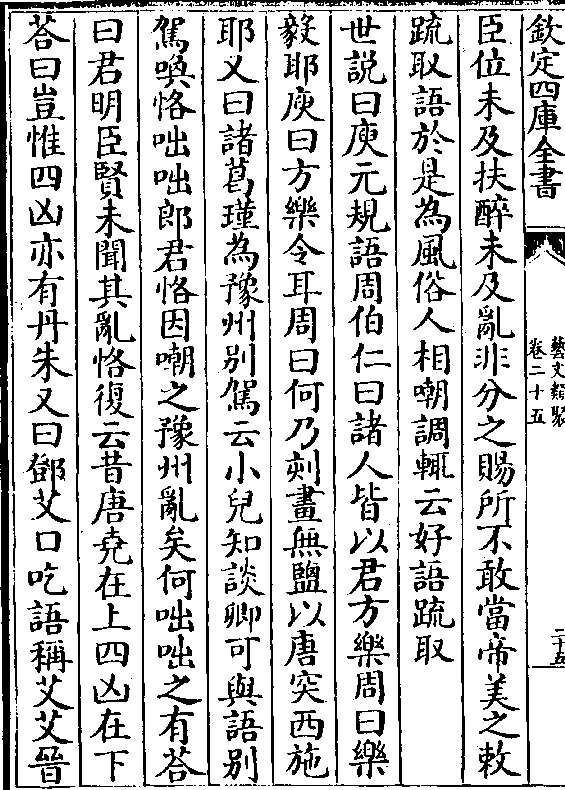 欽定四庫全書
藝文類聚
卷二十五
二十五
臣位未及扶醉未及亂非分之賜所不敢當帝美之敕
疏取語於是為風俗人相嘲調輒云好語疏取
世説曰庾元規語周伯仁曰諸人皆以君方樂周曰樂
毅耶庾曰方樂令耳周曰何乃刻畫無鹽以唐突西施
耶又曰諸葛瑾為豫州别駕云小兒知談卿可與語别
駕喚恪咄咄郎君恪因嘲之豫州亂矣何咄咄之有荅
曰君明臣賢未聞其亂恪復云昔唐堯在上四凶在下
荅曰豈惟四凶亦有丹朱又曰鄧艾口吃語稱艾艾晉